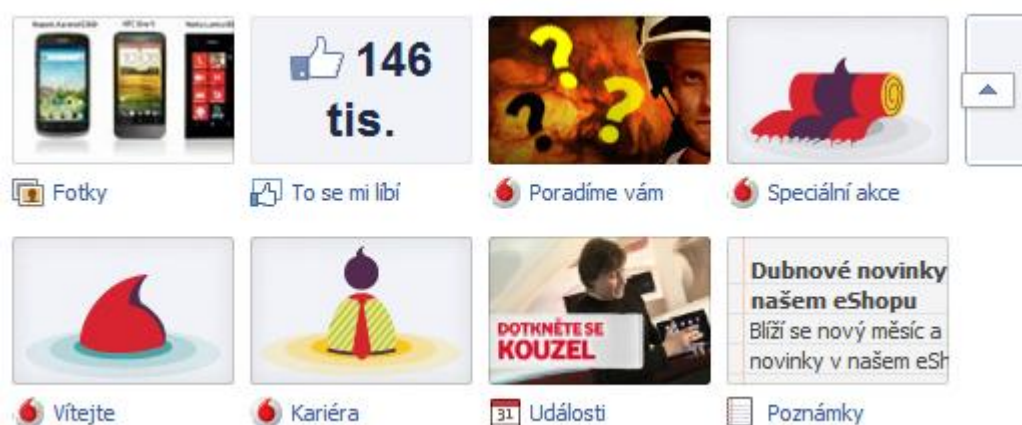 146
tis.
Fotky
To se mi líbí
Poradíme vám
Speciální akce
DOTKNĚTE SE
KOUZEL
Dubnové novinky
našem eShopu
Blíží se nový měsíc a
novinky v našem eSh
Vítejte
Kariéra
31 Události
Poznámky